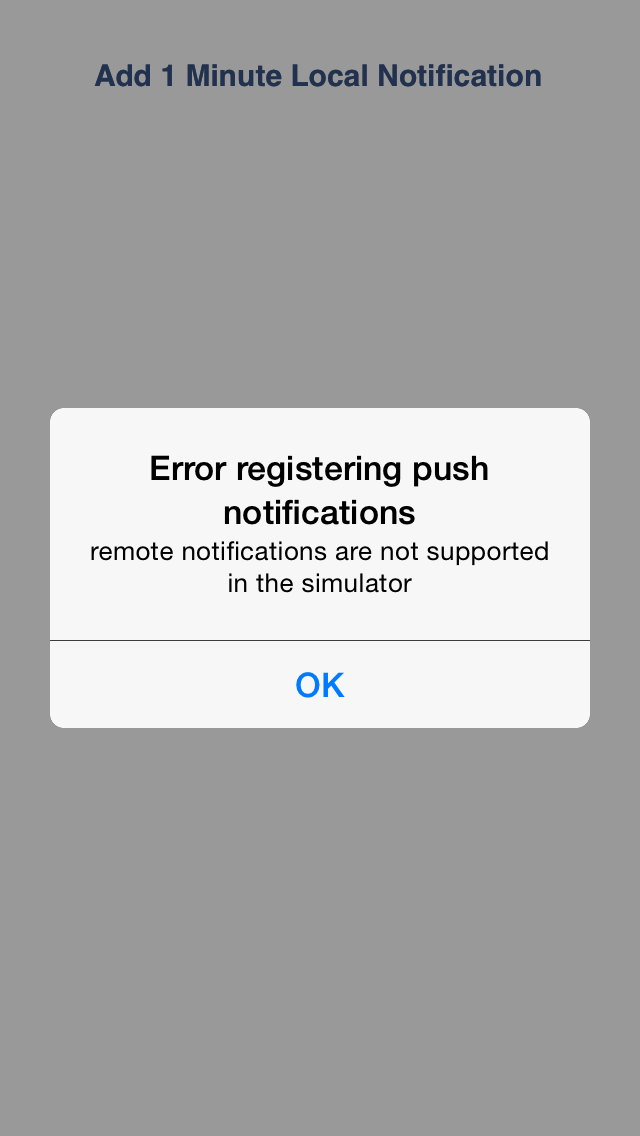 Add 1 Minute Local Notification
Error registering push
notifications
remote notifications are not supported
in the simulator
OK